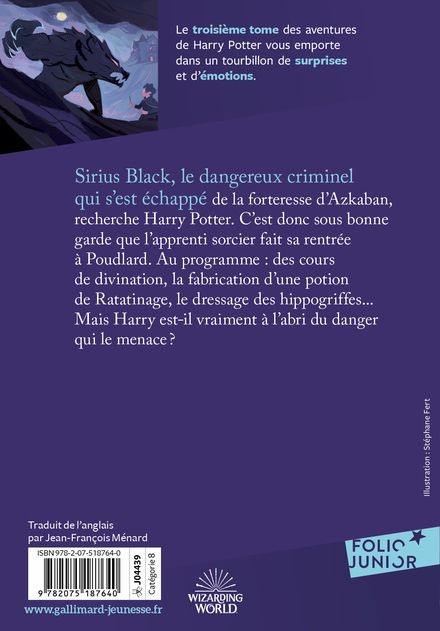 Le troisième tome des aventures
de Harry Potter vous emporte
dans un tourbillon de surprises
et d'émotions.
Sirius Black, le dangereux criminel
qui s'est échappé de la forteresse d'Azkaban,
recherche Harry Potter. C'est donc sous bonne
garde que l'apprenti sorcier fait sa rentrée
à Poudlard. Au programme : des cours
de divination, la fabrication d'une potion
de Ratatinage, le dressage des hippogriffes...
Mais Harry est-il vraiment à l'abri du danger
qui le menace ?
Illustration : Stéphane Fert
Traduit de l'anglais
par Jean-François Ménard
ISBN 978-2-07-518764-0
9 782075 187640
J04439
Catégorie 8
www.gallimard-jeunesse.fr
WIZARDING
WORLD
FOLIO
JUNIOR